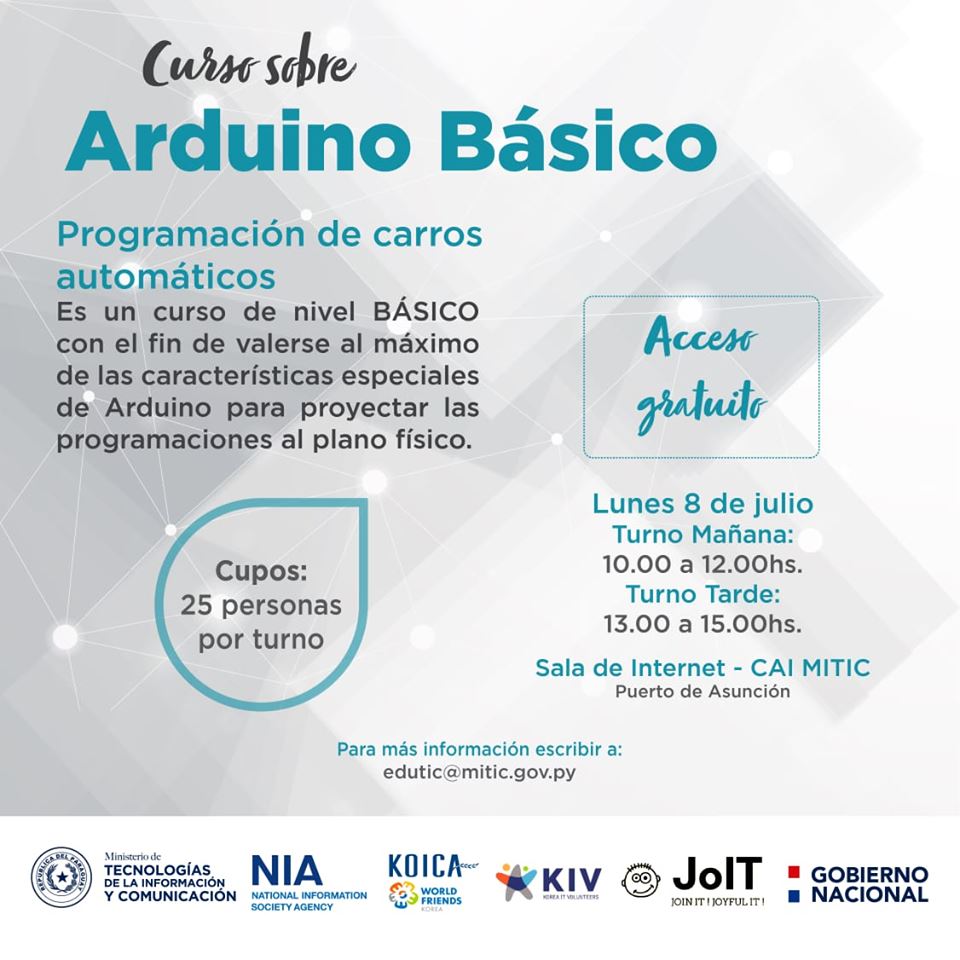 Curso sobre
Arduino Básico
Programación de carros
automáticos
Es un curso de nivel BÁSICO
con el fin de valerse al máximo
de las características especiales
de Arduino para proyectar las
programaciones al plano físico.
Acceso
gratuito
Cupos:
25 personas
por turno
Lunes 8 de julio
Turno Mañana:
10.00 a 12.00hs.
Turno Tarde:
13.00 a 15.00hs.
Sala de Internet - CAI MITIC
Puerto de Asunción
Para más información escribir a:
edutic@mitic.gov.py
REPUBLICA DEL PARAGUAY
Ministerio de
TECNOLOGÍAS
DE LA INFORMACIÓN
Y COMUNICACIÓN
NIA
NATIONAL INFORMATION
SOCIETY AGENCY
KOICA
WORLD
FRIENDS
KOREA
KIV
KOREA IT VOLUNTEERS
JoIT
JOIN IT ! JOYFUL IT !
GOBIERNO
NACIONAL